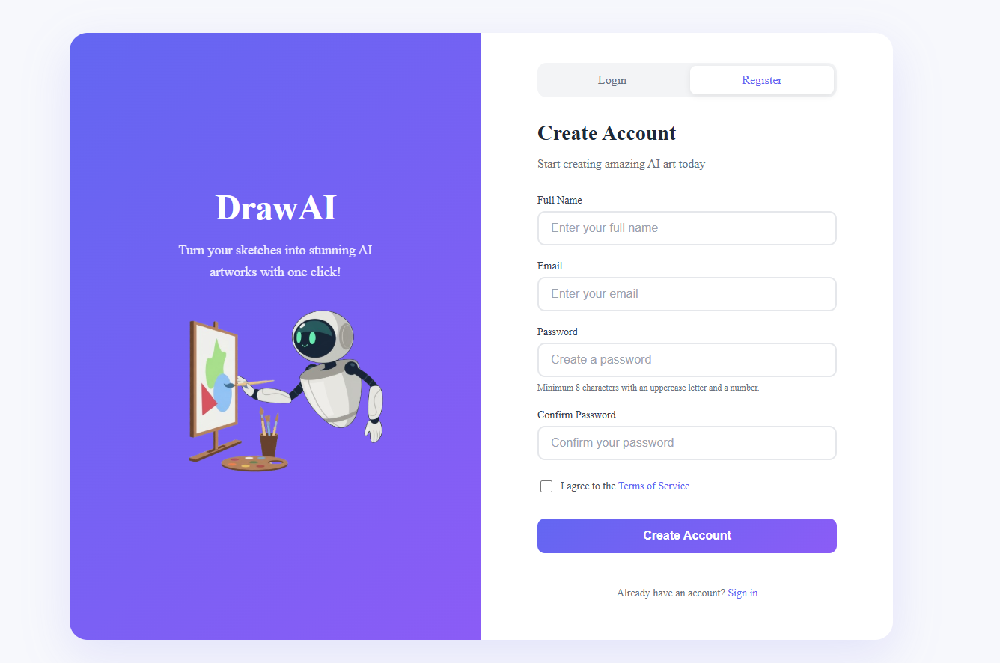 DrawAI
Turn your sketches into stunning AI
artworks with one click!
Login
Register
Create Account
Start creating amazing AI art today
Full Name
Enter your full name
Email
Enter your email
Password
Create a password
Minimum 8 characters with an uppercase letter and a number.
Confirm Password
Confirm your password
I agree to the Terms of Service
Create Account
Already have an account? Sign in